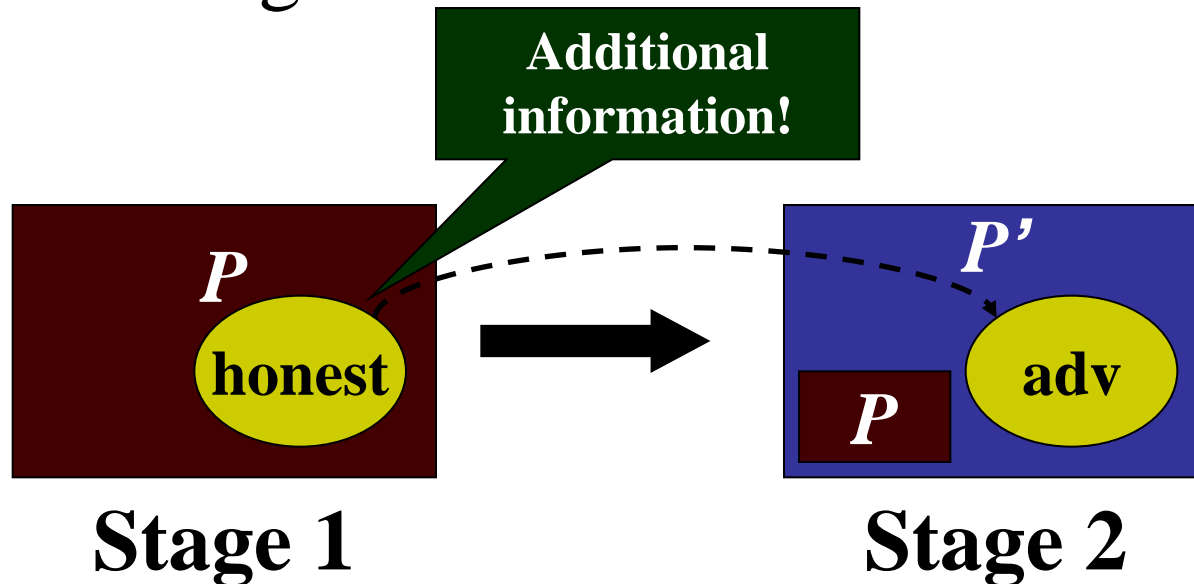 Additional
information!
P
honest
P'
adv
P
Stage 1
Stage 2